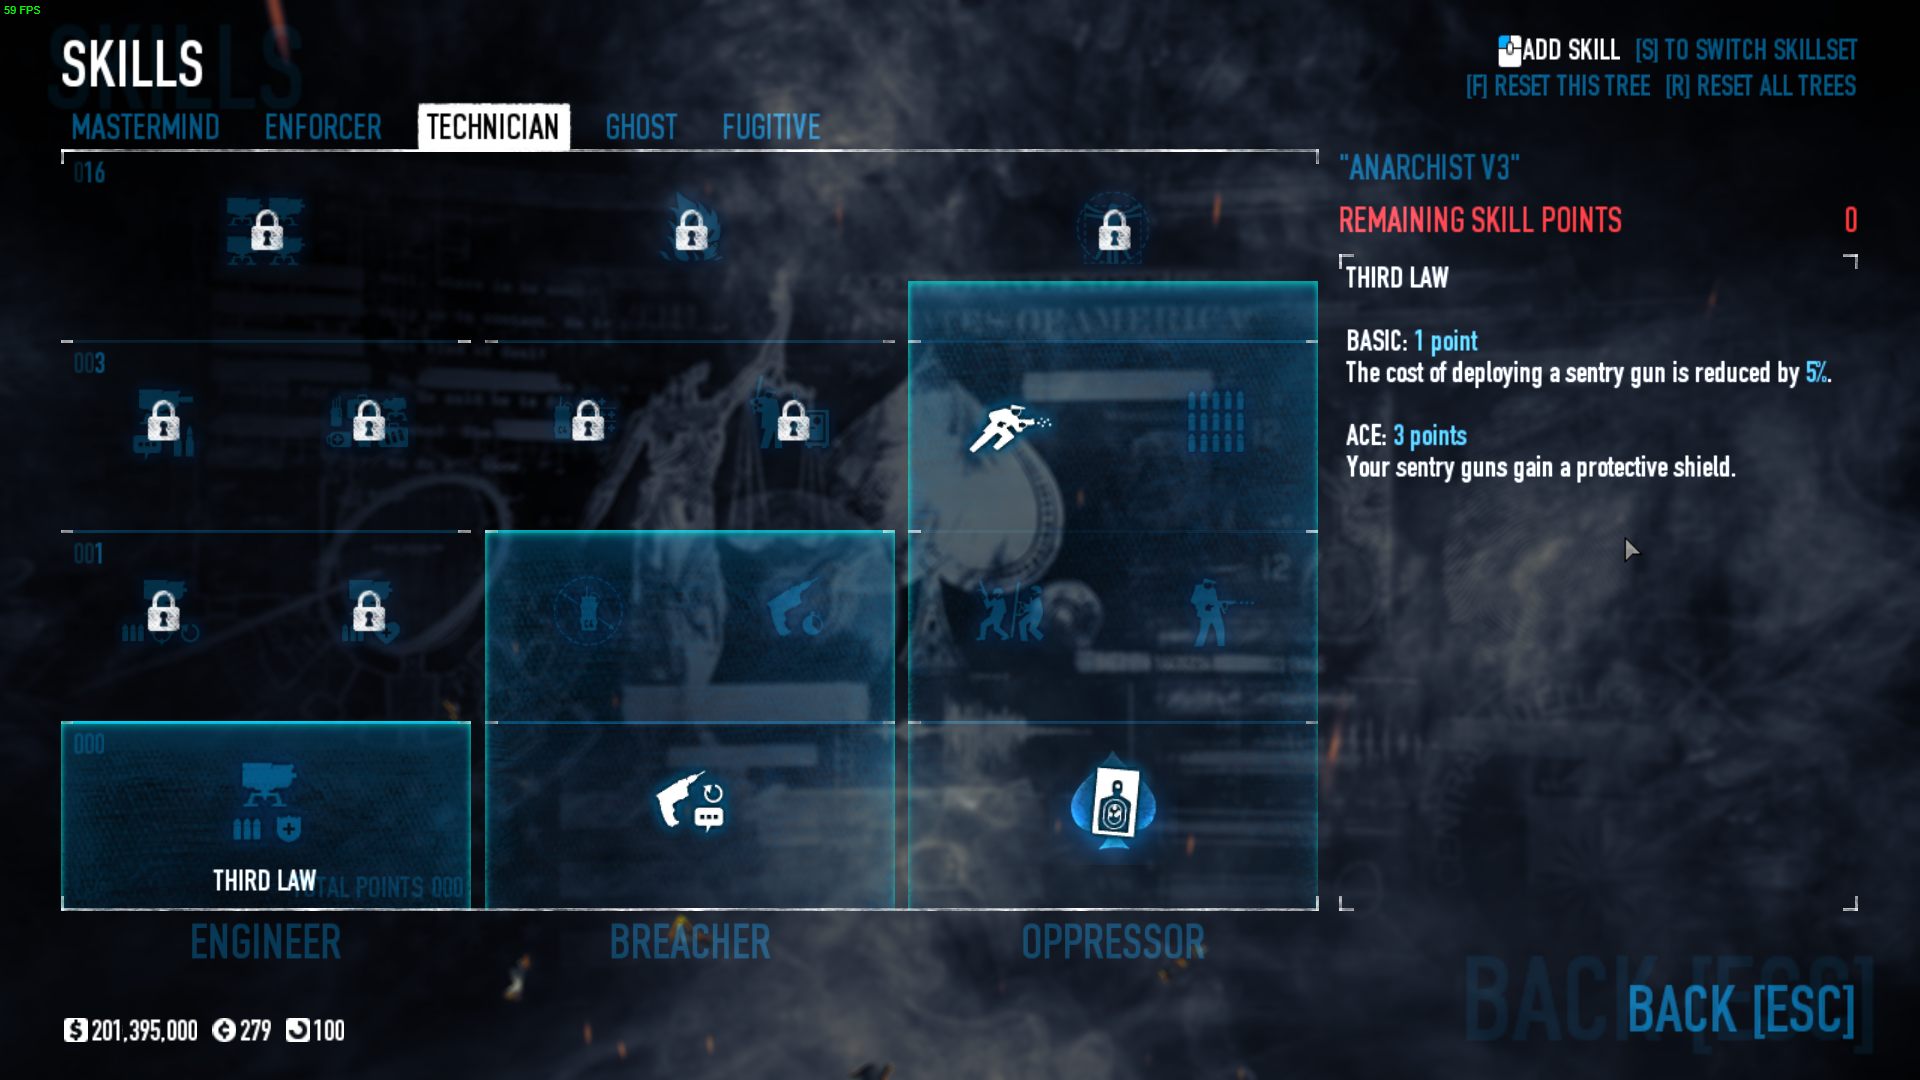 59 FPS
SKILLS
ADD SKILL [S] TO SWITCH SKILLSET
[F] RESET THIS TREE [R] RESET ALL TREES
MASTERMIND ENFORCER TECHNICIAN GHOST FUGITIVE
"ANARCHIST V3"
REMAINING SKILL POINTS 0
THIRD LAW
BASIC: 1 point
The cost of deploying a sentry gun is reduced by 5%.
ACE: 3 points
Your sentry guns gain a protective shield.
016
003
001
000
THIRD LAW
TOTAL POINTS 000
ENGINEER BREACHER OPPRESSOR
$ 201,395,000 C 279 100
BACK [ESC]